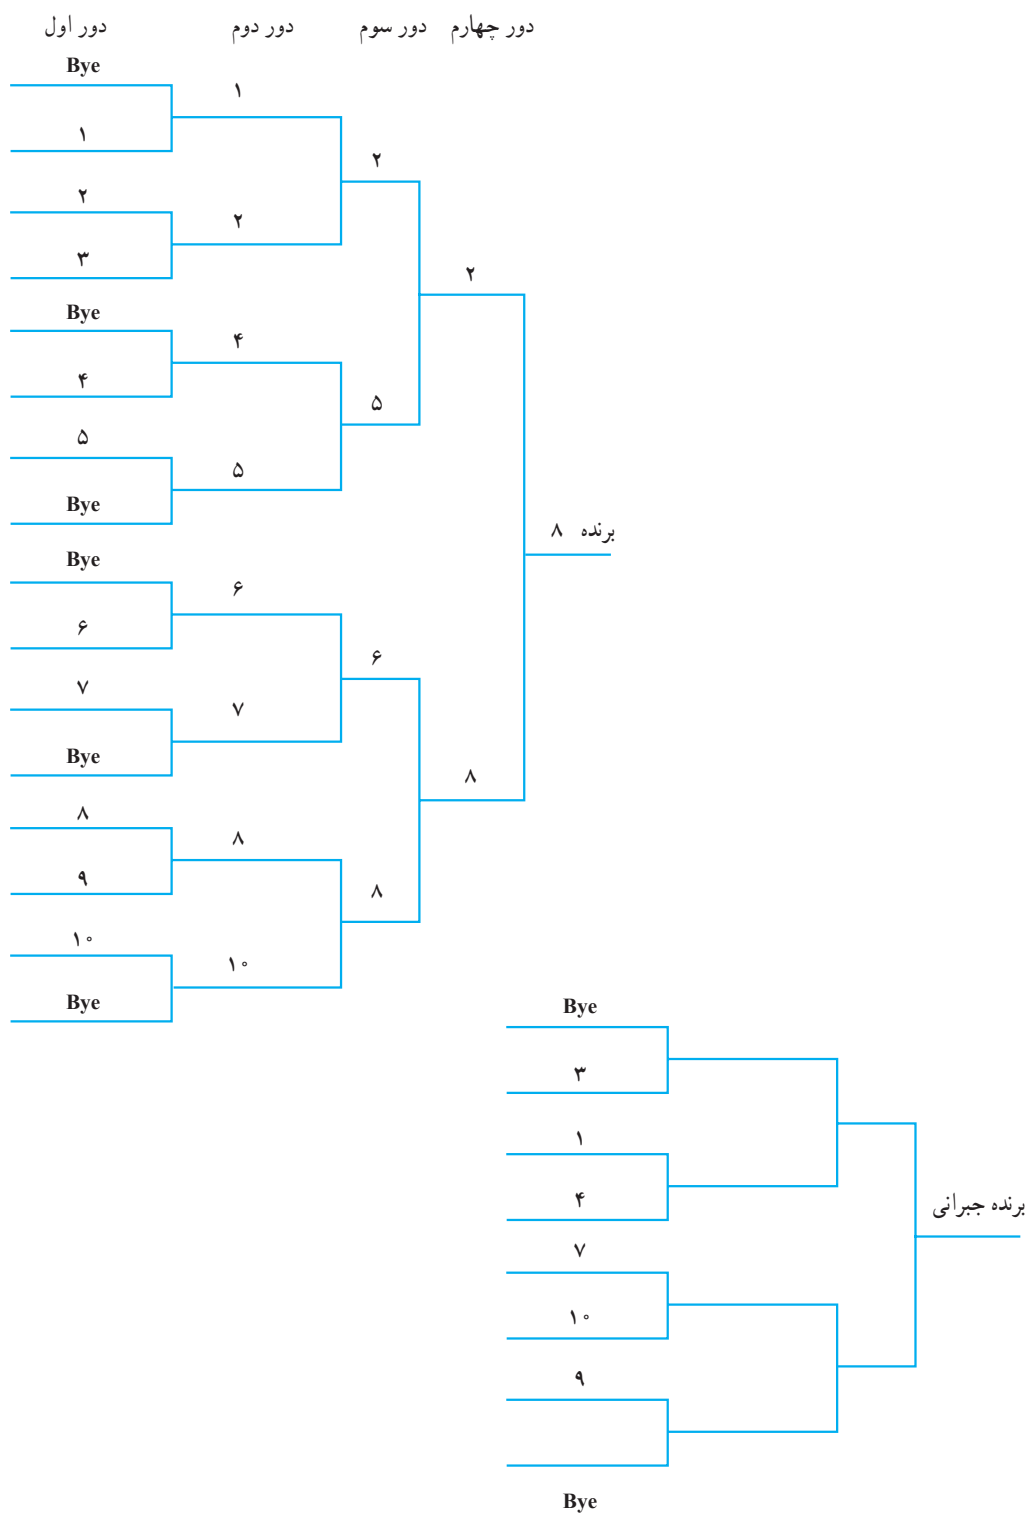 دور اول دور دوم دور سوم دور چهارم
Bye
۱
۱
۲
۲
۲
۳
۲
Bye
۴
۴
۵
۵
۵
Bye
برنده ۸
Bye
۶
۶
۶
۷
۷
Bye
۸
۸
۸
۹
۸
۱۰
۱۰
Bye
Bye
۳
۱
۴
برنده جبرانی
۷
۱۰
۹
Bye